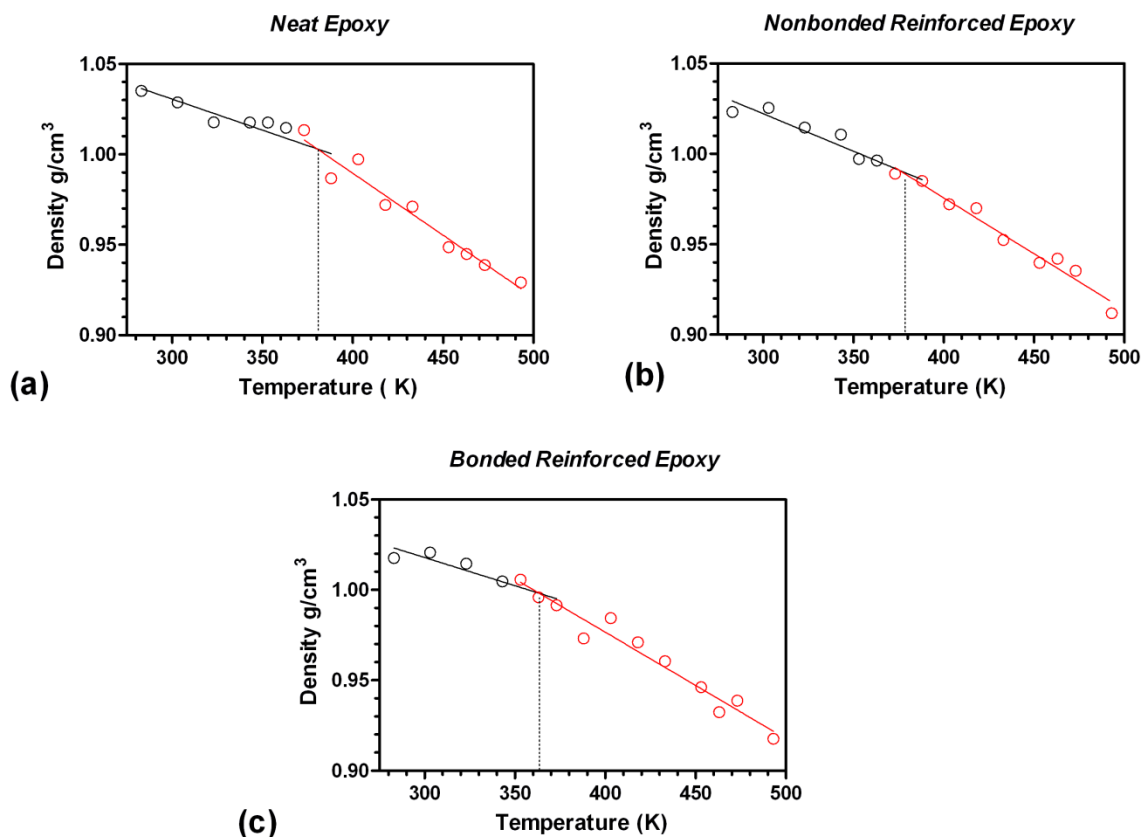 Neat Epoxy
1.05
1.00
0.95
0.90
Density g/cm³
300
350
400
450
500
Temperature ( K)
(a)
Nonbonded Reinforced Epoxy
1.05
1.00
0.95
0.90
Density g/cm³
300
350
400
450
500
Temperature (K)
(b)
Bonded Reinforced Epoxy
1.05
1.00
0.95
0.90
Density g/cm³
300
350
400
450
500
Temperature (K)
(c)